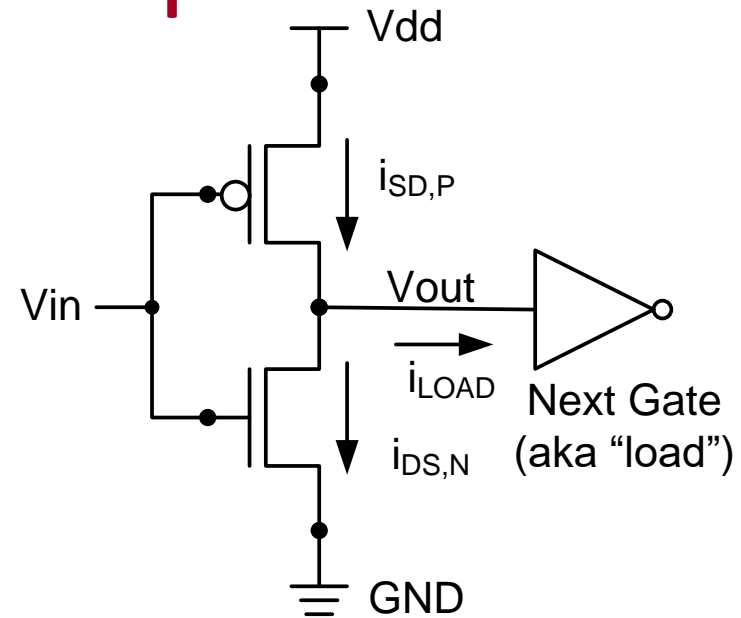 Vdd
iSD,P
Vin
Vout
iLOAD
Next Gate
(aka “load”)
iDS,N
GND